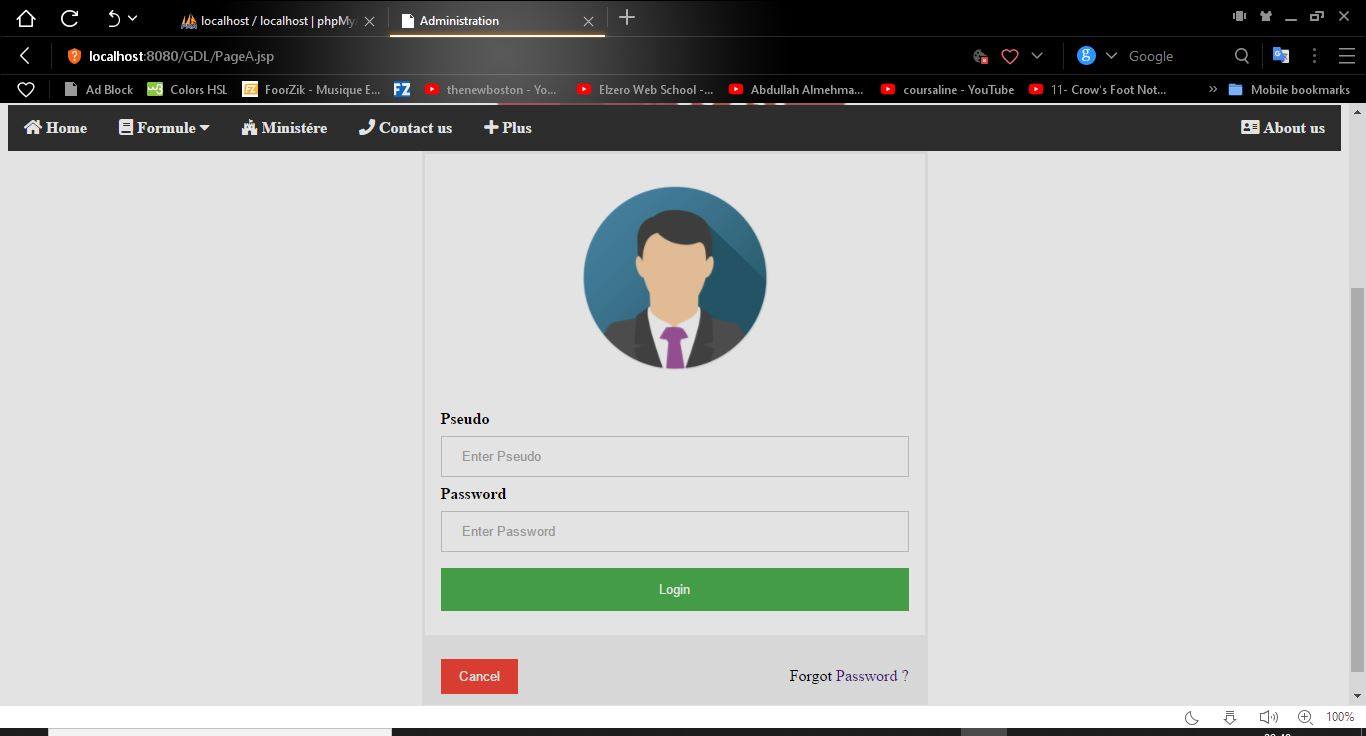 localhost / localhost | phpMy
Administration
localhost:8080/GDL/PageA.jsp
Google
Ad Block
Colors HSL
FoorZik - Musique E...
FZ
thenewboston - Yo...
Elzero Web School -...
Abdullah Almehma...
coursaline - YouTube
11- Crow's Foot Not...
Mobile bookmarks
Home
Formule
Ministére
Contact us
Plus
About us
Pseudo
Enter Pseudo
Password
Enter Password
Login
Cancel
Forgot Password ?
100%